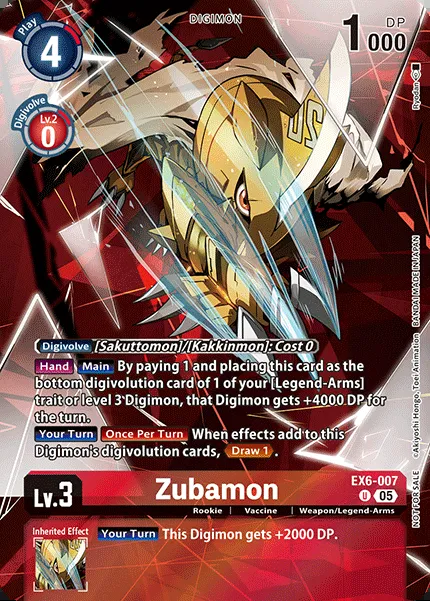 DIGIMON
Play
4
DP
1000
Digivolve
Lv.2
0
Ryodan
Digivolve [Sakuttomon]/[Kakkinmon]: Cost 0
Hand Main By paying 1 and placing this card as the
bottom digivolution card of 1 of your [Legend-Arms]
trait or level 3 Digimon, that Digimon gets +4000 DP for
the turn.
Your Turn Once Per Turn When effects add to this
Digimon's digivolution cards, Draw 1 .
©Akiyoshi Hongo, Toei Animation BANDAI MADE IN JAPAN
NOT FOR SALE
Lv.3
Zubamon
EX6-007
U 05
Rookie | Vaccine | Weapon/Legend-Arms
Inherited Effect
Your Turn This Digimon gets +2000 DP.